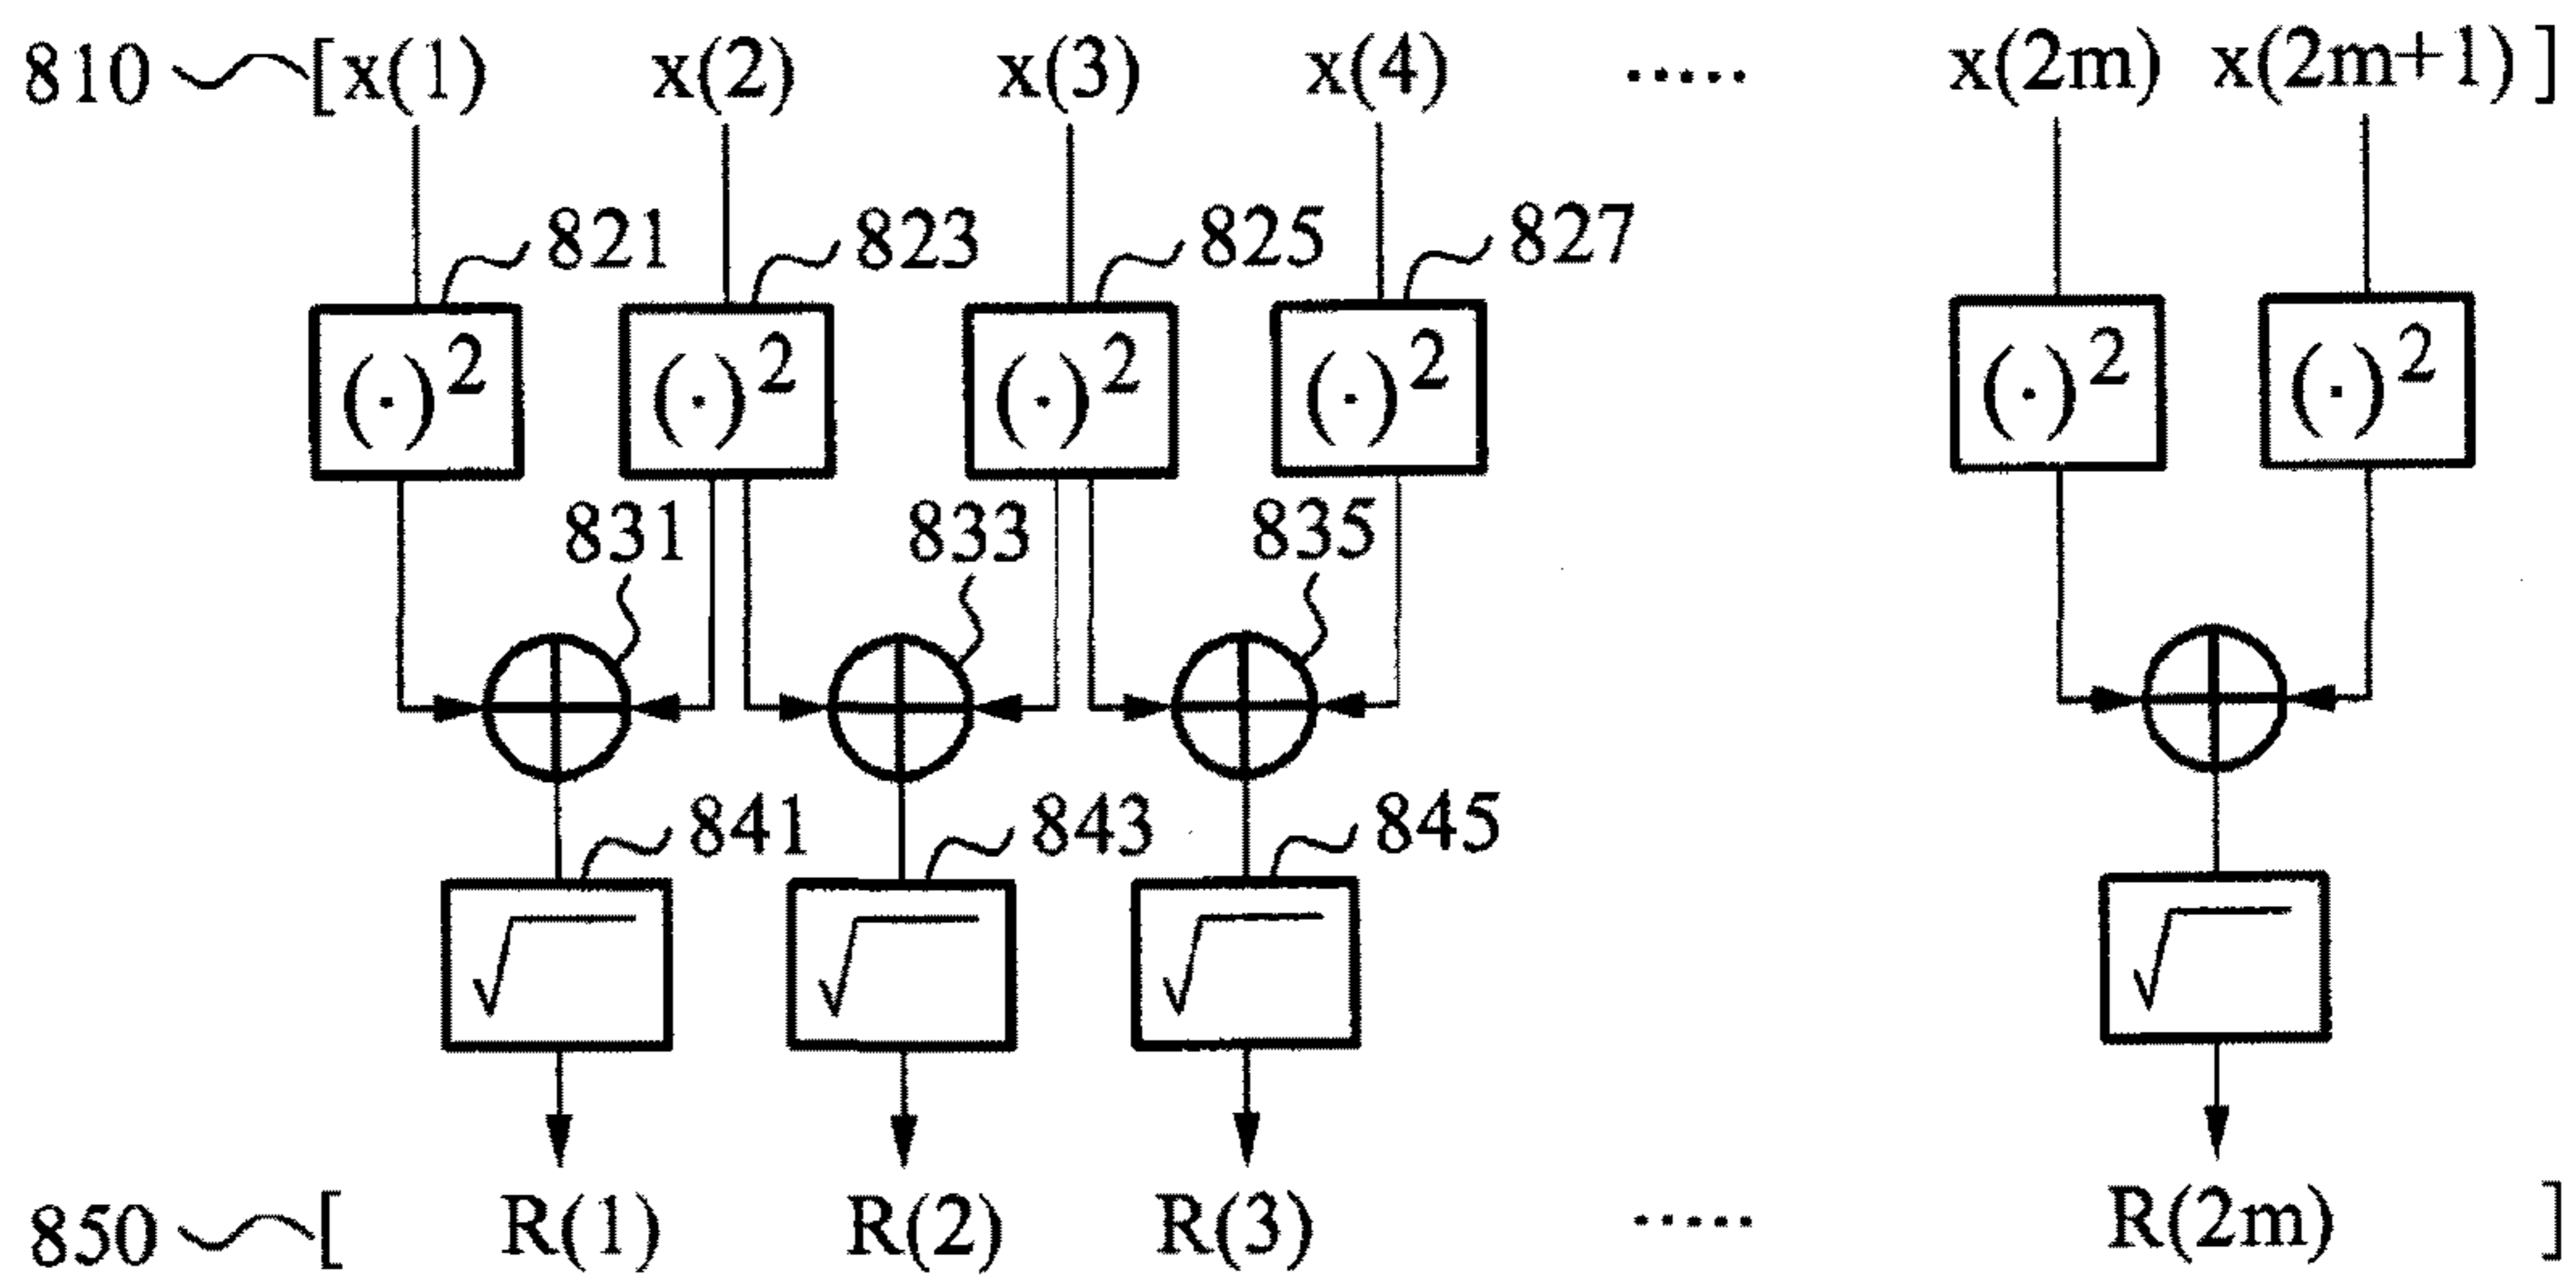 810 [x(1) x(2) x(3) x(4) ····· x(2m) x(2m+1)]
821 823 825 827
(·)² (·)² (·)² (·)² (·)² (·)²
831 833 835
841 843 845
√ √ √ √
850 [ R(1) R(2) R(3) ····· R(2m) ]